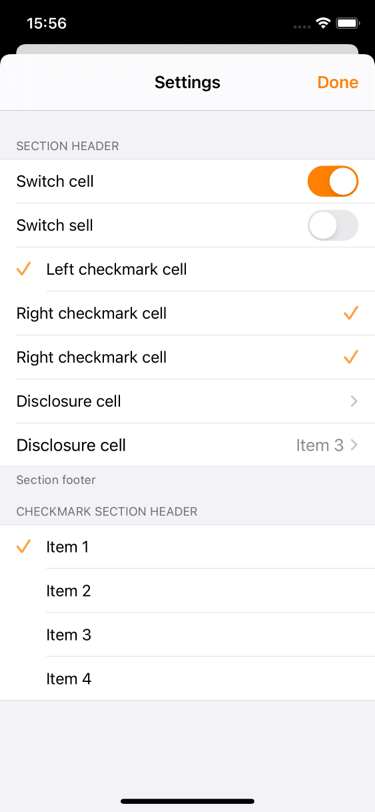 15:56
Settings
Done
SECTION HEADER
Switch cell
Switch sell
Left checkmark cell
Right checkmark cell
Right checkmark cell
Disclosure cell
Disclosure cell Item 3
Section footer
CHECKMARK SECTION HEADER
Item 1
Item 2
Item 3
Item 4